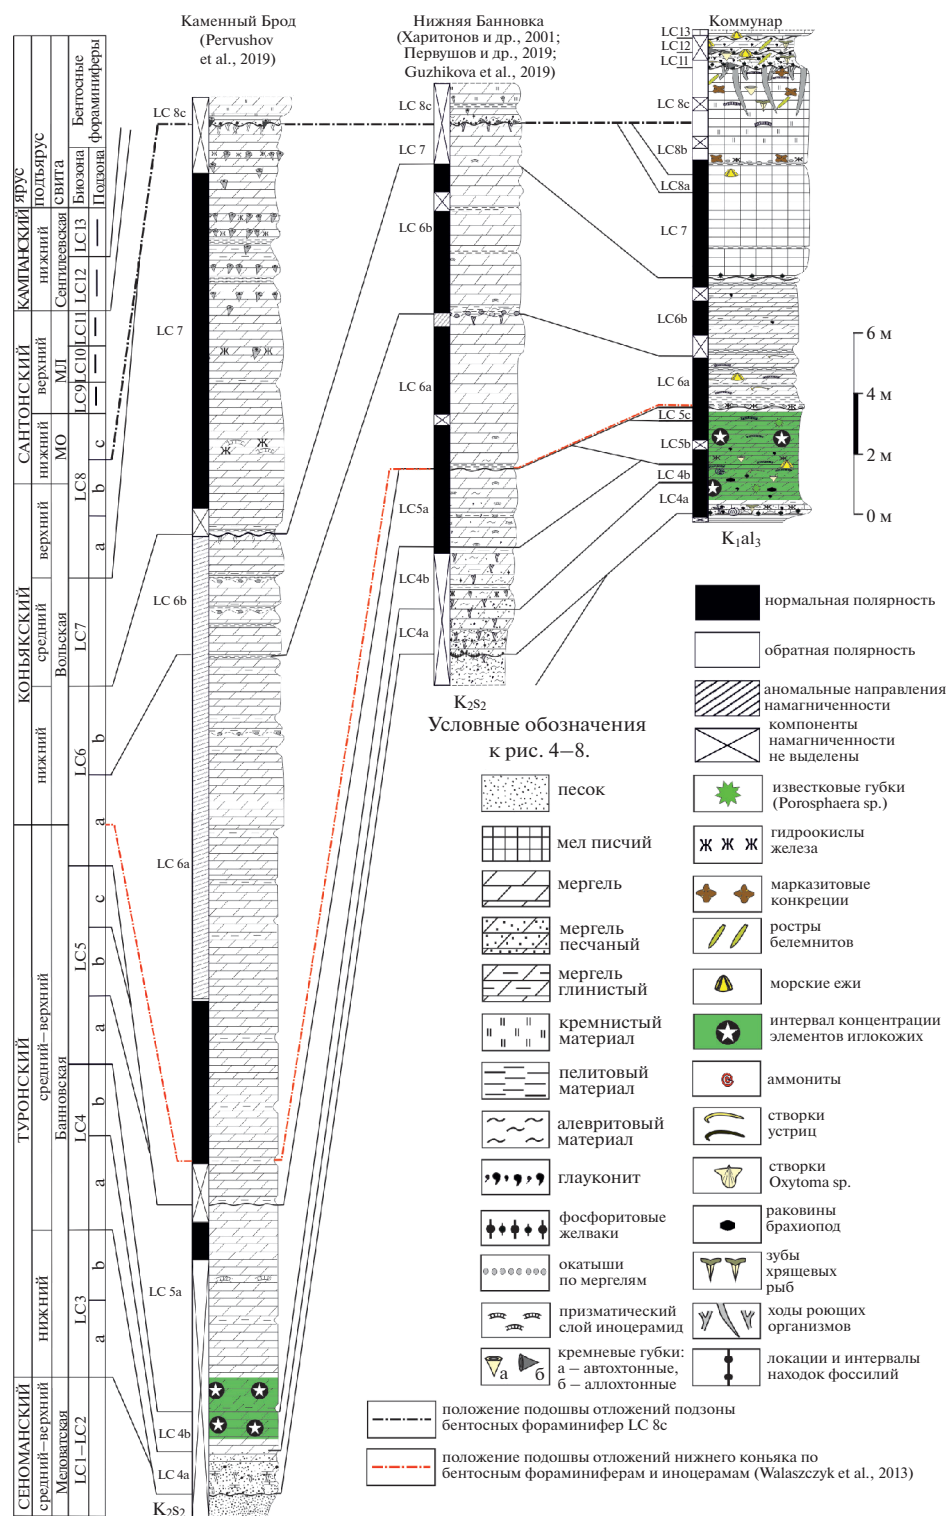 Каменный Брод
(Pervushov
et al., 2019)
Нижняя Банновка
(Харитонов и др., 2001;
Первушов и др., 2019;
Guzhikova et al., 2019)
Коммунар
ярус
подъярус
свита
Бентосные
фораминиферы
Биозона
Подзона
КАМПАНСКИЙ
нижний
Сенгилеевская
LC13
LC12
САНТОНСКИЙ
верхний
МЛ
LC11
LC10
LC9
нижний
МО
LC8
c
b
a
КОНЬЯКСКИЙ
верхний
средний
нижний
Вольская
LC7
LC6
b
a
ТУРОНСКИЙ
средний–верхний
нижний
Банновская
LC5
c
b
a
LC4
b
a
LC3
b
a
СЕНОМАНСКИЙ
средний–верхний
Меловатская
LC1–LC2
LC 8c
LC 7
LC 6b
LC 6a
LC 5a
LC 4b
LC 4a
K₂s₂
Ж Ж Ж
Ж
Ж
Ж
Ж
Ж
LC 8c
LC 7
LC 6b
LC 6a
LC5a
LC4b
LC4a
K₂s₂
LC13
LC12
LC11
LC 8c
LC8b
LC8a
LC 7
LC6b
LC 6a
LC 5c
LC5b
LC 4b
LC4a
K₁al₃
6 м
4 м
2 м
0 м
Условные обозначения
к рис. 4–8.
нормальная полярность
обратная полярность
аномальные направления
намагниченности
компоненты
намагниченности
не выделены
песок
мел писчий
мергель
мергель
песчаный
мергель
глинистый
кремнистый
материал
пелитовый
материал
алевритовый
материал
глауконит
фосфоритовые
желваки
окатыши
по мергелям
призматический
слой иноцерамид
а б
кремневые губки:
а – автохтонные,
б – аллохтонные
известковые губки
(Porosphaera sp.)
Ж Ж Ж
гидроокислы
железа
марказитовые
конкреции
ростры
белемнитов
морские ежи
интервал концентрации
элементов иглокожих
аммониты
створки
устриц
створки
Oxytoma sp.
раковины
брахиопод
зубы
хрящевых
рыб
ходы роющих
организмов
локации и интервалы
находок фоссилий
положение подошвы отложений подзоны
бентосных фораминифер LC 8c
положение подошвы отложений нижнего коньяка по
бентосным фораминиферам и иноцерамам (Walaszczyk et al., 2013)